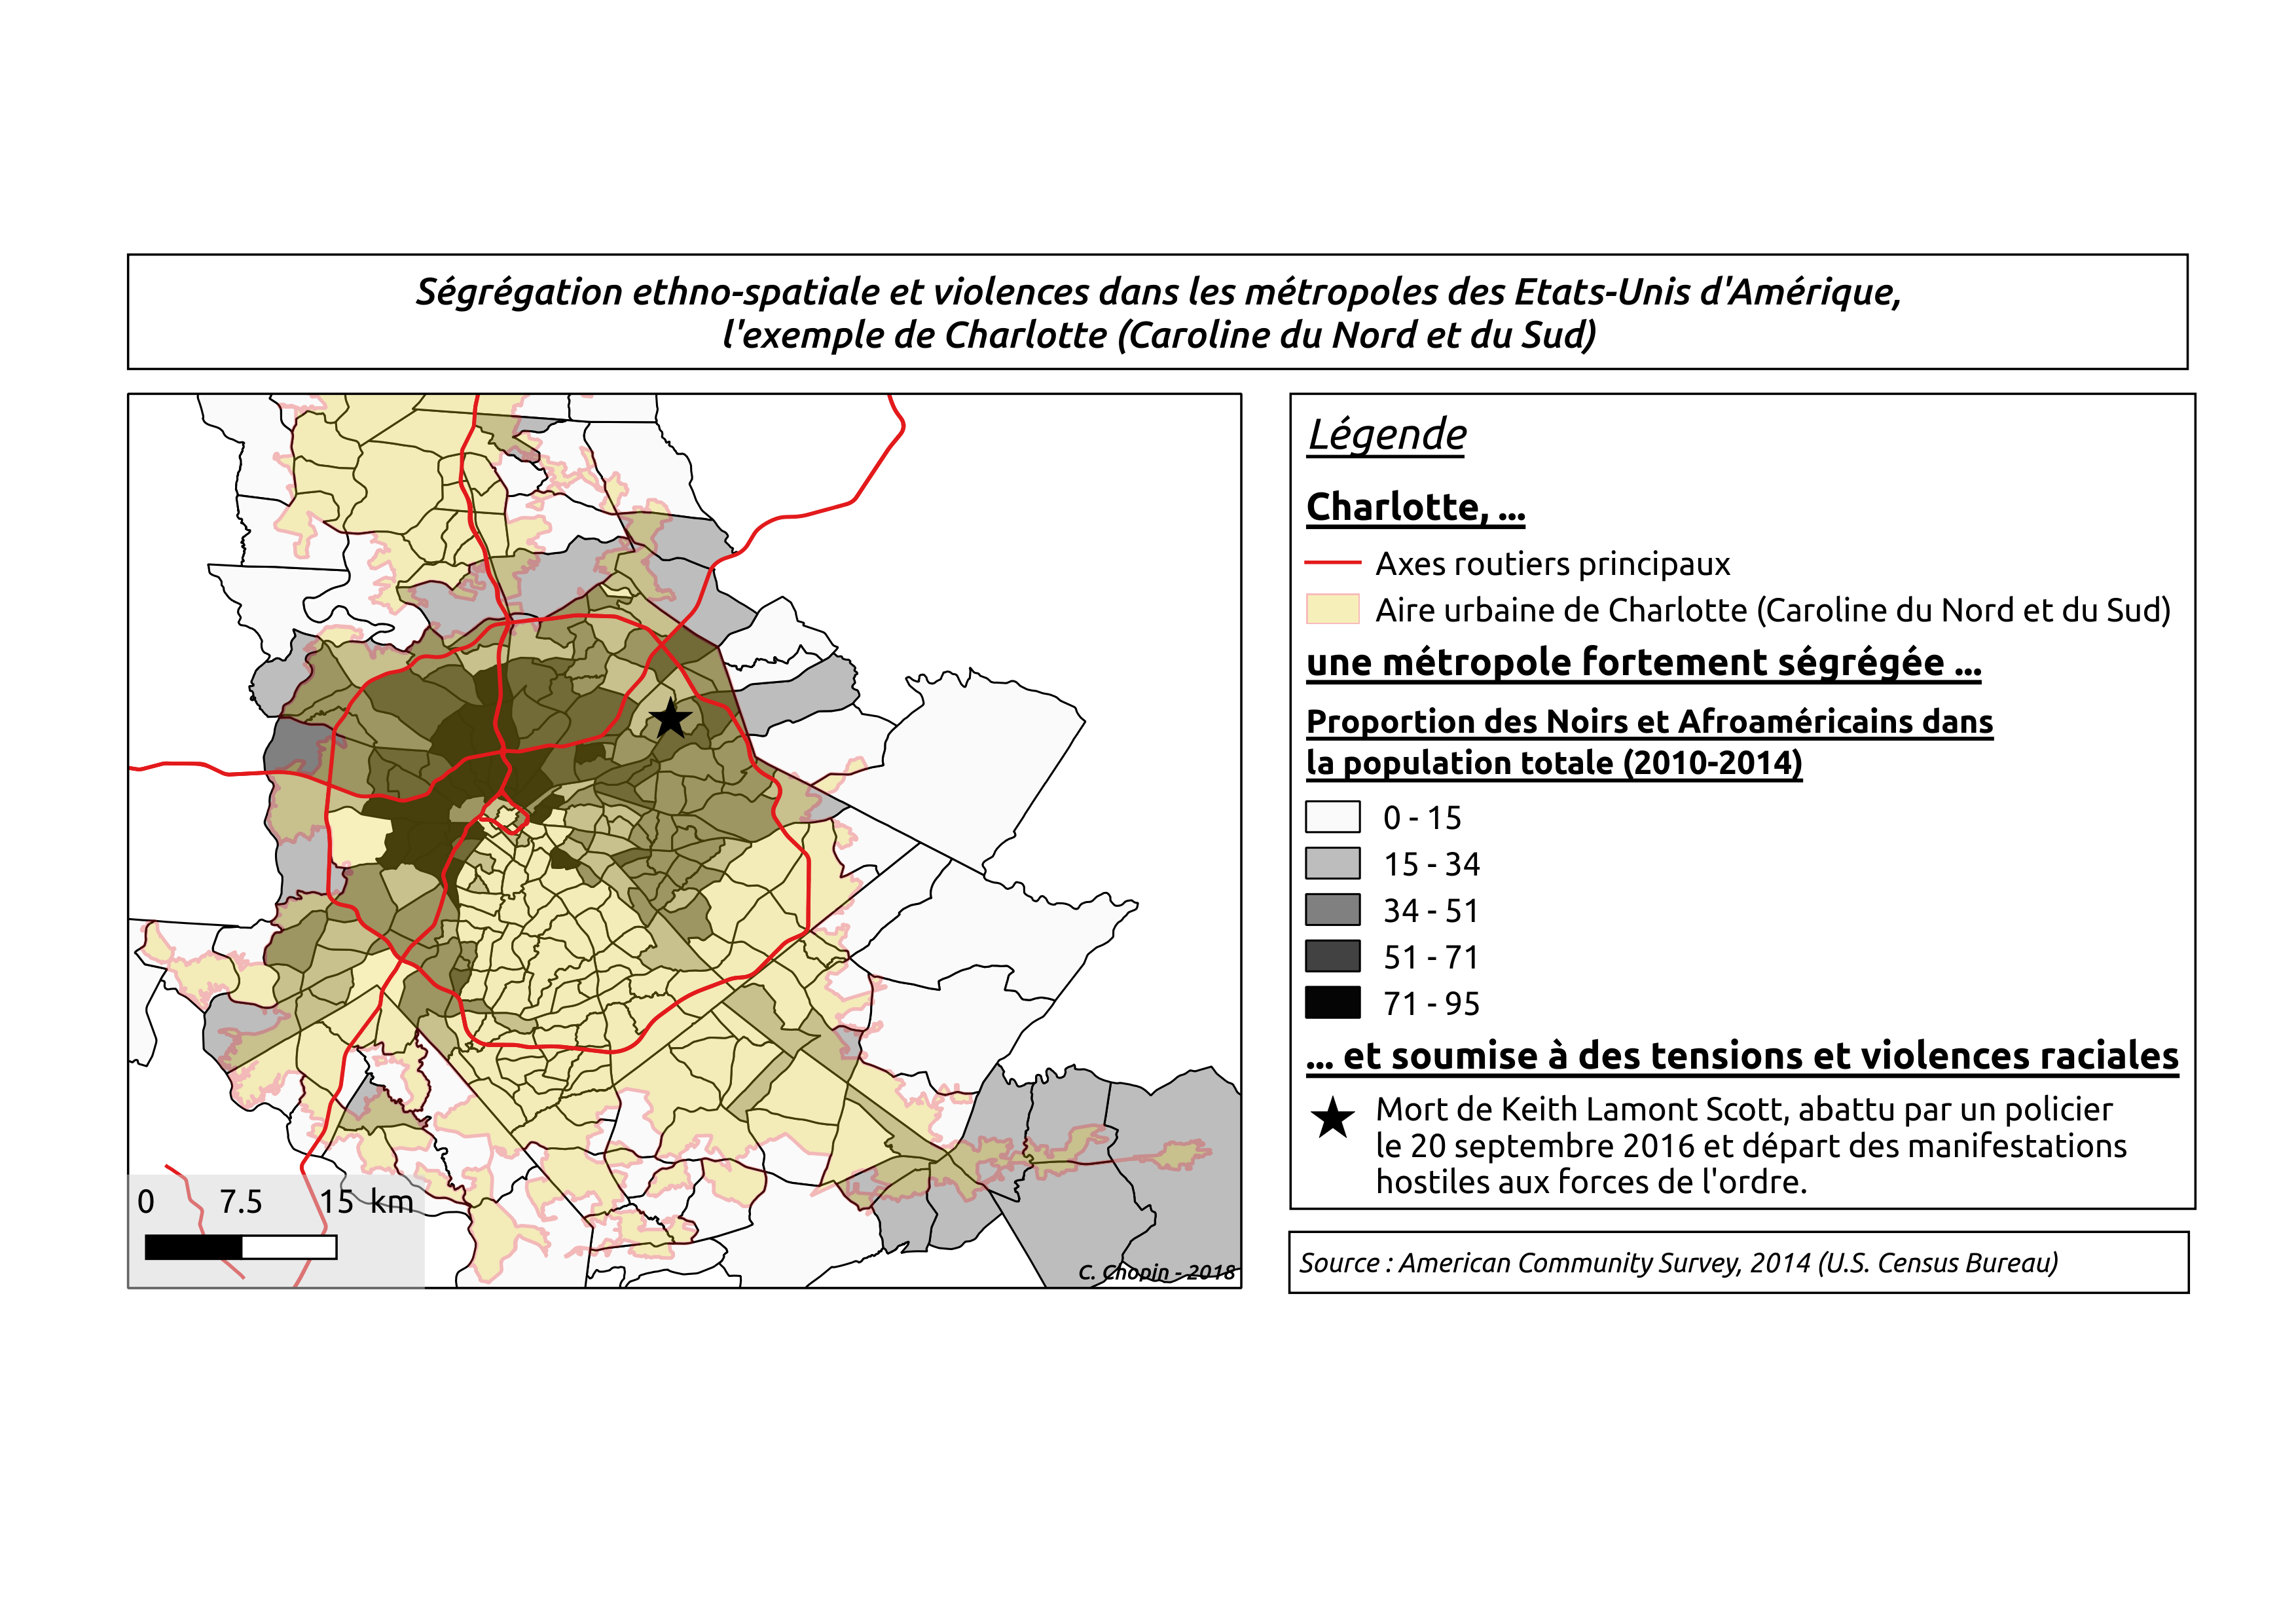 Ségrégation ethno-spatiale et violences dans les métropoles des Etats-Unis d'Amérique,
l'exemple de Charlotte (Caroline du Nord et du Sud)
0 7.5 15 km
C. Chopin - 2018
Légende
Charlotte, ...
Axes routiers principaux
Aire urbaine de Charlotte (Caroline du Nord et du Sud)
une métropole fortement ségrégée ...
Proportion des Noirs et Afroaméricains dans
la population totale (2010-2014)
0 - 15
15 - 34
34 - 51
51 - 71
71 - 95
... et soumise à des tensions et violences raciales
Mort de Keith Lamont Scott, abattu par un policier
le 20 septembre 2016 et départ des manifestations
hostiles aux forces de l'ordre.
Source : American Community Survey, 2014 (U.S. Census Bureau)